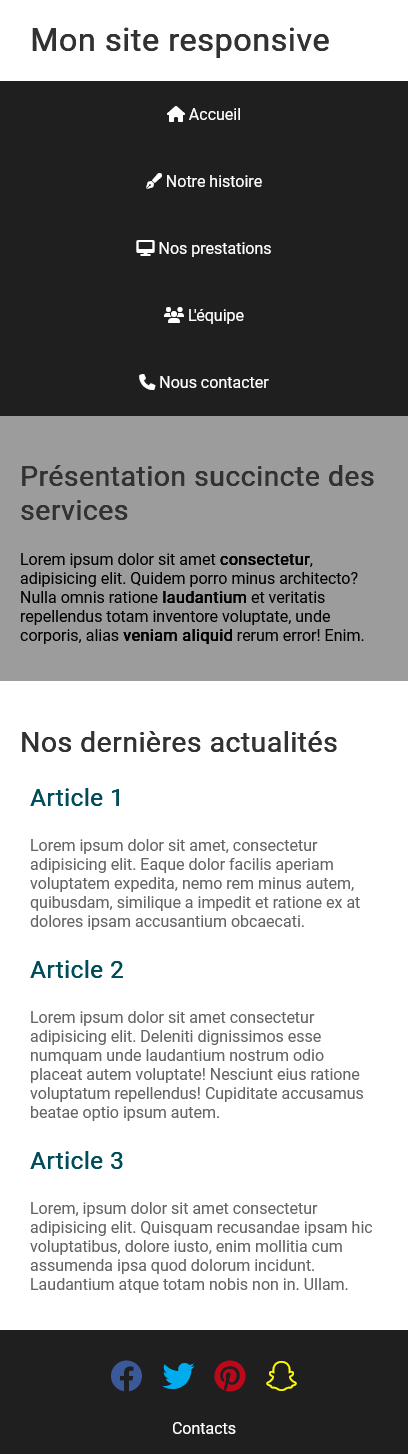 Mon site responsive
Accueil
Notre histoire
Nos prestations
L'équipe
Nous contacter
Présentation succincte des
services
Lorem ipsum dolor sit amet consectetur,
adipisicing elit. Quidem porro minus architecto?
Nulla omnis ratione laudantium et veritatis
repellendus totam inventore voluptate, unde
corporis, alias veniam aliquid rerum error! Enim.
Nos dernières actualités
Article 1
Lorem ipsum dolor sit amet, consectetur
adipisicing elit. Eaque dolor facilis aperiam
voluptatem expedita, nemo rem minus autem,
quibusdam, similique a impedit et ratione ex at
dolores ipsam accusantium obcaecati.
Article 2
Lorem ipsum dolor sit amet consectetur
adipisicing elit. Deleniti dignissimos esse
numquam unde laudantium nostrum odio
placeat autem voluptate! Nesciunt eius ratione
voluptatum repellendus! Cupiditate accusamus
beatae optio ipsum autem.
Article 3
Lorem, ipsum dolor sit amet consectetur
adipisicing elit. Quisquam recusandae ipsam hic
voluptatibus, dolore iusto, enim mollitia cum
assumenda ipsa quod dolorum incidunt.
Laudantium atque totam nobis non in. Ullam.
Contacts